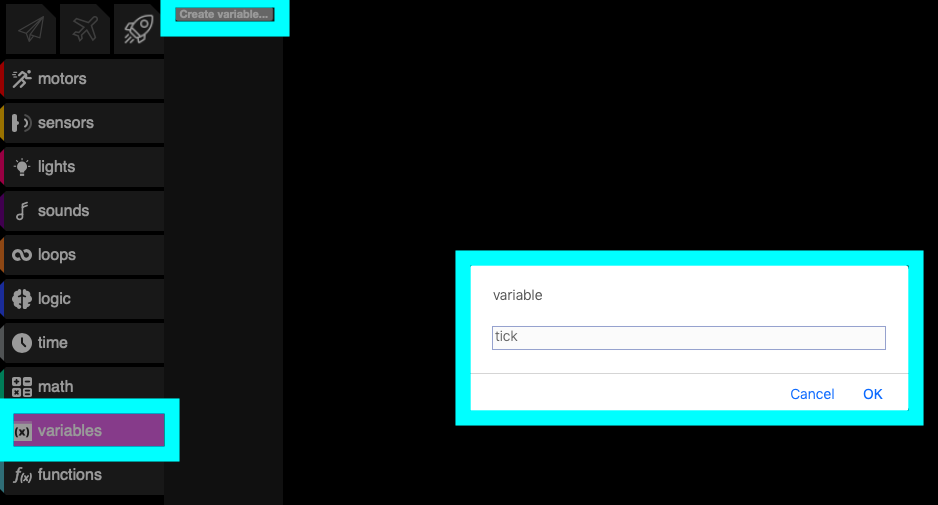 Create variable...
motors
sensors
lights
sounds
loops
logic
time
math
(x) variables
f(x) functions
variable
tick
Cancel OK